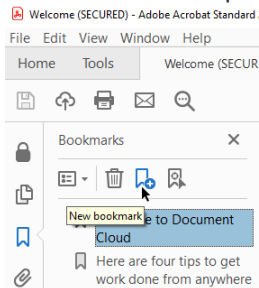 Welcome (SECURED) - Adobe Acrobat Standard
File Edit View Window Help
Home Tools Welcome (SECUR
Bookmarks
New bookmark
e to Document
Cloud
Here are four tips to get
work done from anywhere